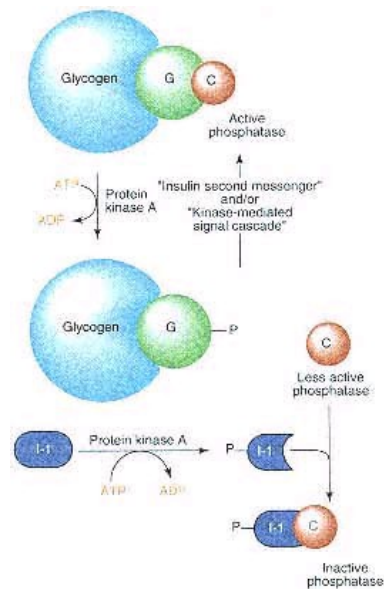 Glycogen
G
C
Active
phosphatase
"Insulin second messenger"
and/or
"Kinase-mediated
signal cascade"
ATP
Protein
kinase A
ADP
Glycogen
G
P
C
Less active
phosphatase
I-1
Protein kinase A
ATP
ADP
P
I-1
P
I-1
C
Inactive
phosphatase